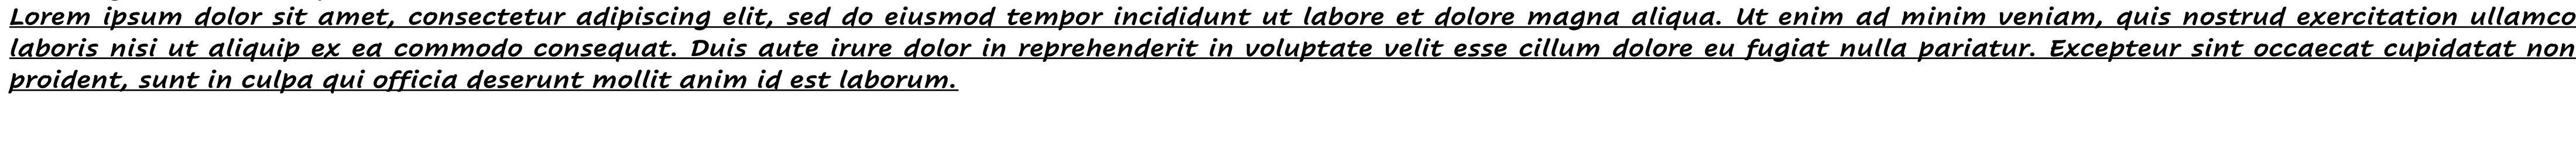 Lorem ipsum dolor sit amet, consectetur adipiscing elit, sed do eiusmod tempor incididunt ut labore et dolore magna aliqua. Ut enim ad minim veniam, quis nostrud exercitation ullamco
laboris nisi ut aliquip ex ea commodo consequat. Duis aute irure dolor in reprehenderit in voluptate velit esse cillum dolore eu fugiat nulla pariatur. Excepteur sint occaecat cupidatat non
proident, sunt in culpa qui officia deserunt mollit anim id est laborum.